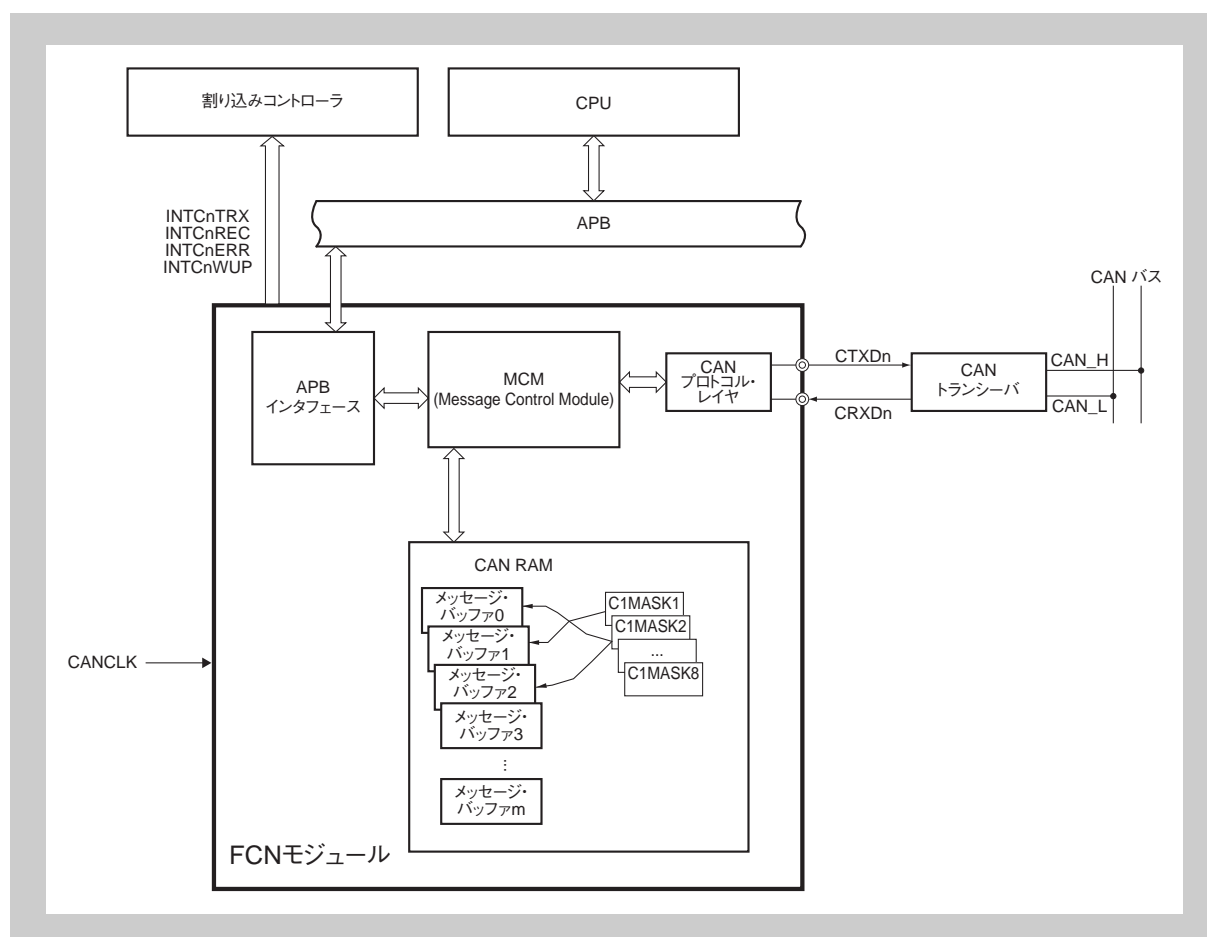 割り込みコントローラ
CPU
INTCnTRX
INTCnREC
INTCnERR
INTCnWUP
APB
CAN バス
APB
インタフェース
MCM
(Message Control Module)
CAN
プロトコル・
レイヤ
CTXDn
CRXDn
CAN
トランシーバ
CAN_H
CAN_L
CAN RAM
メッセージ・
バッファ0
メッセージ・
バッファ1
メッセージ・
バッファ2
メッセージ・
バッファ3
⋮
メッセージ・
バッファm
C1MASK1
C1MASK2
...
C1MASK8
CANCLK
FCNモジュール